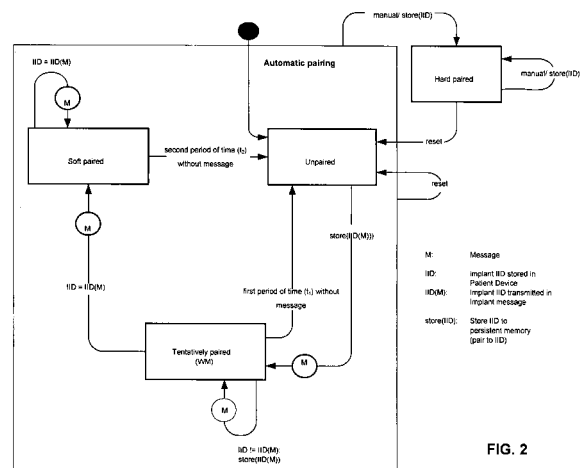 manual/ store(IID)
IID = IID(M)
Automatic pairing
M
Hard paired
manual/ store(IID)
Soft paired
second period of time (t₂)
without message
Unpaired
reset
reset
M
store(IID(M))
first period of time (t₁) without
message
IID = IID(M)
Tentatively paired
(WM)
M
M
IID != IID(M):
store(IID(M))
M: Message
IID: Implant IID stored in
Patient Device
IID(M): Implant IID transmitted in
Implant message
store(IID): Store IID to
persistent memory
(pair to IID)
FIG. 2